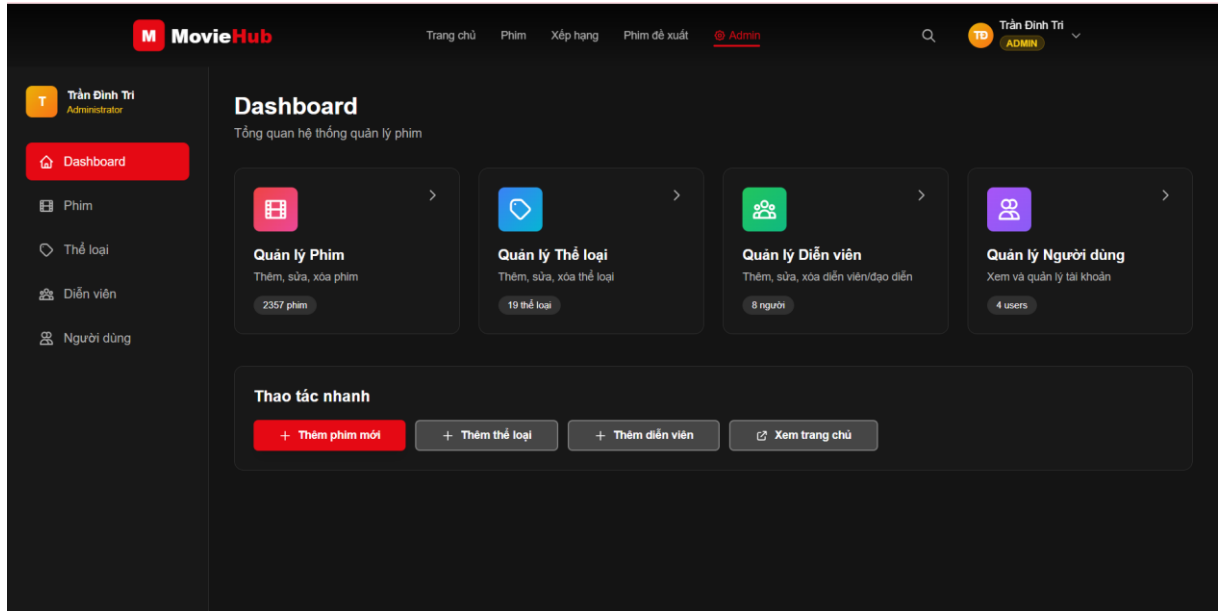 M MovieHub
Trang chủ Phim Xếp hạng Phim đề xuất Admin
TĐ Trần Đình Trí
ADMIN
T Trần Đình Trí
Administrator
Dashboard
Phim
Thể loại
Diễn viên
Người dùng
Dashboard
Tổng quan hệ thống quản lý phim
Quản lý Phim
Thêm, sửa, xóa phim
2357 phim
Quản lý Thể loại
Thêm, sửa, xóa thể loại
19 thể loại
Quản lý Diễn viên
Thêm, sửa, xóa diễn viên/đạo diễn
8 người
Quản lý Người dùng
Xem và quản lý tài khoản
4 users
Thao tác nhanh
+ Thêm phim mới
+ Thêm thể loại
+ Thêm diễn viên
Xem trang chủ